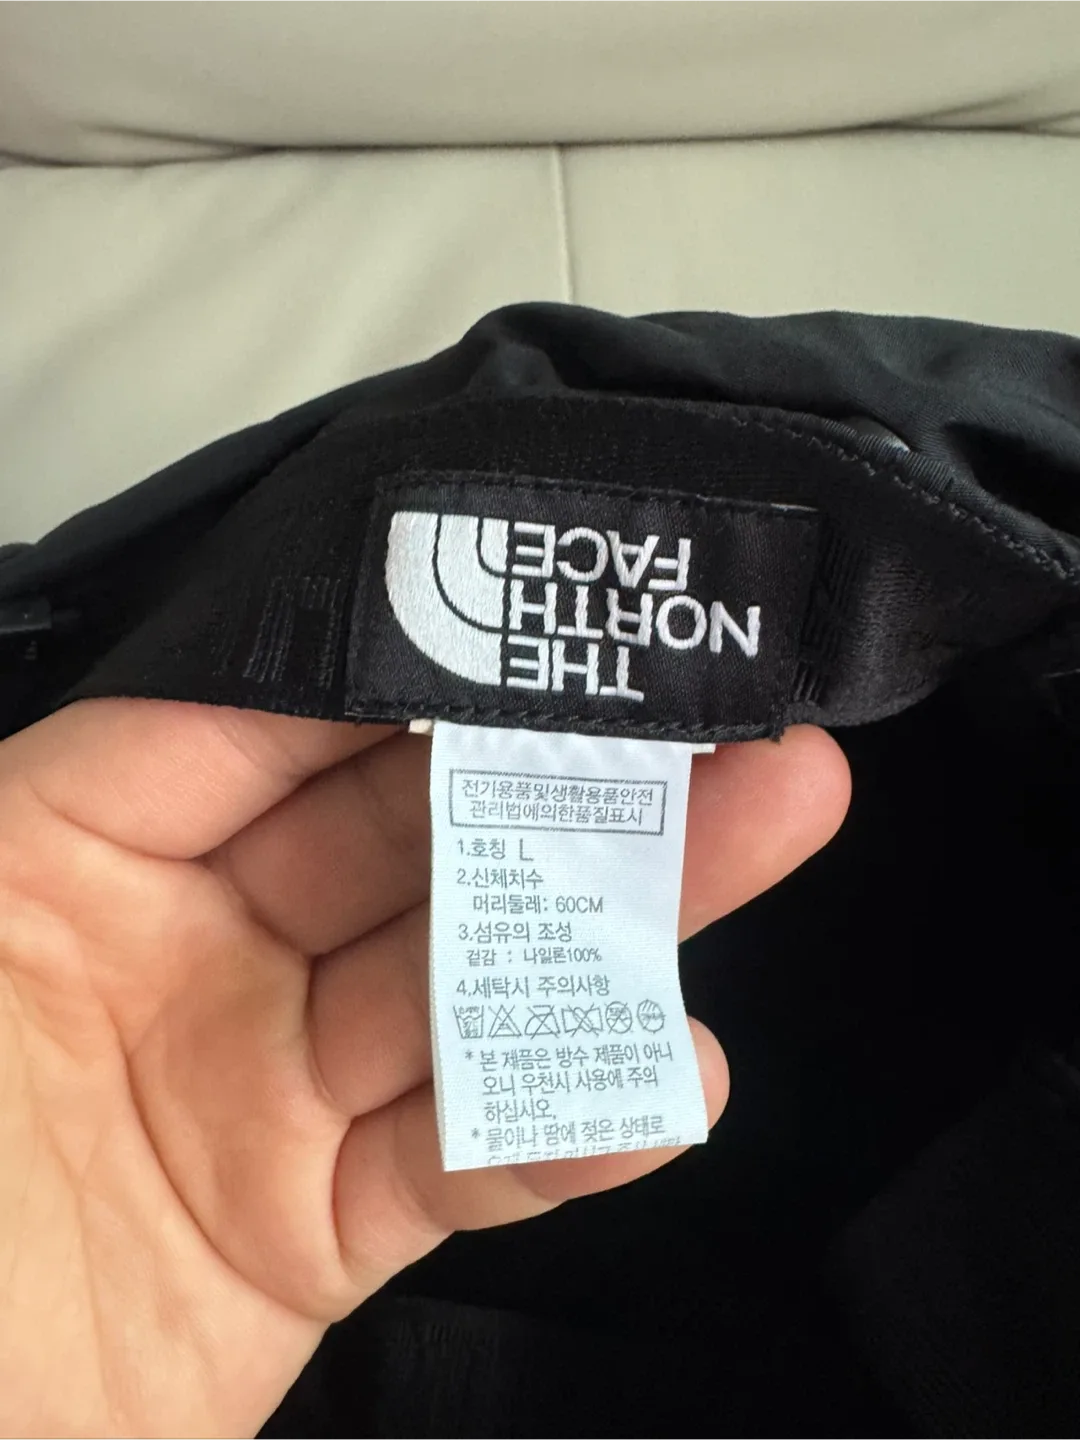 THE
NORTH
FACE
전기용품및생활용품안전
관리법에의한품질표시
1.호칭 L
2.신체치수
머리둘레: 60CM
3.섬유의 조성
겉감 : 나일론100%
4.세탁시 주의사항
* 본 제품은 방수 제품이 아니
오니 우천시 사용에 주의
하십시오.
* 물이나 땀에 젖은 상태로